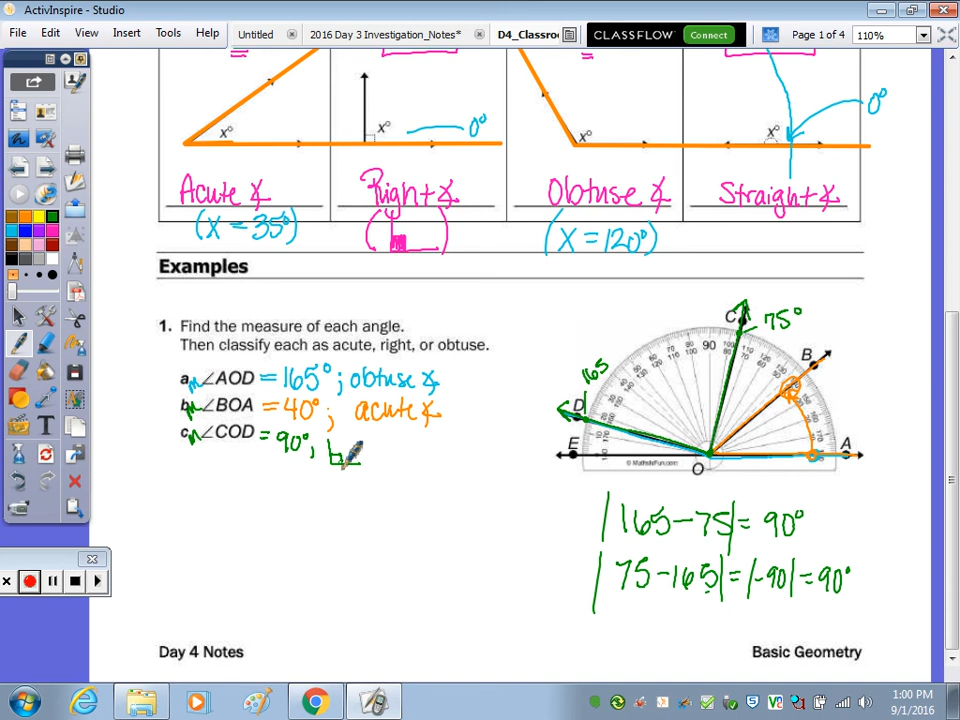 ActivInspire - Studio
File Edit View Insert Tools Help Untitled 2016 Day 3 Investigation_Notes* D4_Classroo CLASSFLOW Connect Page 1 of 4 110%
x° x° 0° x° x° 0°
Acute ∡ Right ∡ Obtuse ∡ Straight ∡
(x = 35°) ( ) (x = 120°)
Examples
1. Find the measure of each angle.
Then classify each as acute, right, or obtuse.
a. m∠AOD = 165°; obtuse ∡
b. m∠BOA = 40°; acute ∡
c. m∠COD = 90°;
C 75°
B
165
90
D
E
A
O
© MathsIsFun.com
|165-75| = 90°
|75-165| = |-90| = 90°
Day 4 Notes Basic Geometry
1:00 PM
9/1/2016